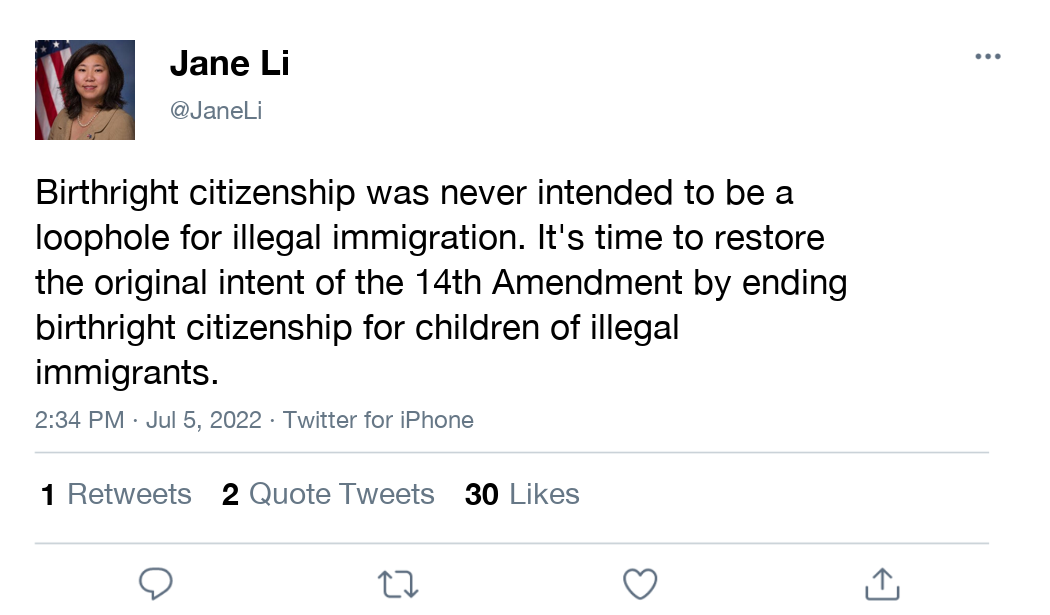 Jane Li
@JaneLi
Birthright citizenship was never intended to be a
loophole for illegal immigration. It's time to restore
the original intent of the 14th Amendment by ending
birthright citizenship for children of illegal
immigrants.
2:34 PM · Jul 5, 2022 · Twitter for iPhone
1 Retweets 2 Quote Tweets 30 Likes